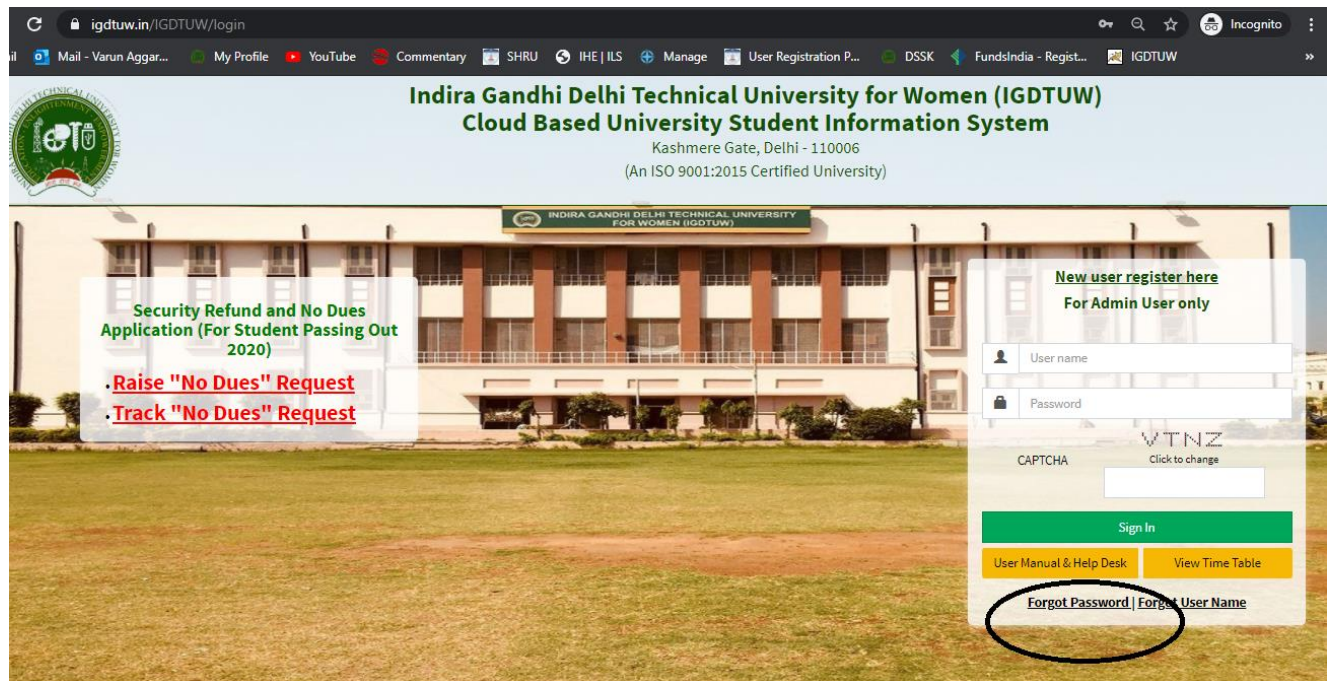 igdtuw.in/IGDTUW/login
Incognito
il Mail - Varun Aggar... My Profile YouTube Commentary SHRU IHE | ILS Manage User Registration P... DSSK FundsIndia - Regist... IGDTUW »
Indira Gandhi Delhi Technical University for Women (IGDTUW)
Cloud Based University Student Information System
Kashmere Gate, Delhi - 110006
(An ISO 9001:2015 Certified University)
INDIRA GANDHI DELHI TECHNICAL UNIVERSITY
FOR WOMEN (IGDTUW)
Security Refund and No Dues
Application (For Student Passing Out
2020)
Raise "No Dues" Request
Track "No Dues" Request
New user register here
For Admin User only
User name
Password
VTNZ
CAPTCHA
Click to change
Sign In
User Manual & Help Desk
View Time Table
Forgot Password | Forgot User Name